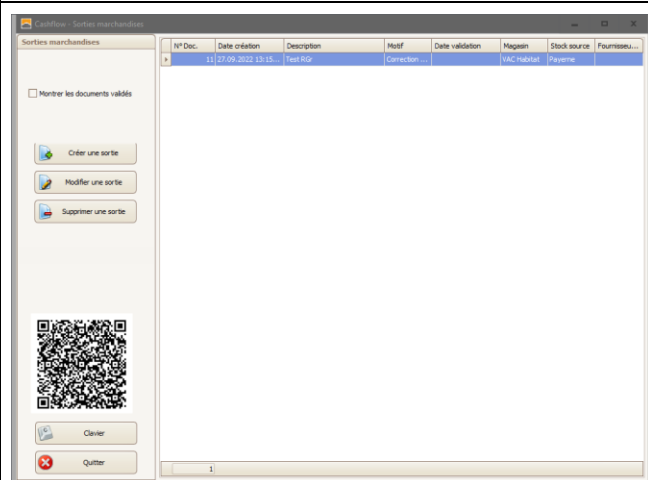 Cashflow - Sorties marchandises
Sorties marchandises
N° Doc. Date création Description Motif Date validation Magasin Stock source Fournisseu...
11 27.09.2022 13:15... Test RGr Correction ... VAC Habitat Payerne
Montrer les documents validés
Créer une sortie
Modifier une sortie
Supprimer une sortie
Clavier
Quitter
1